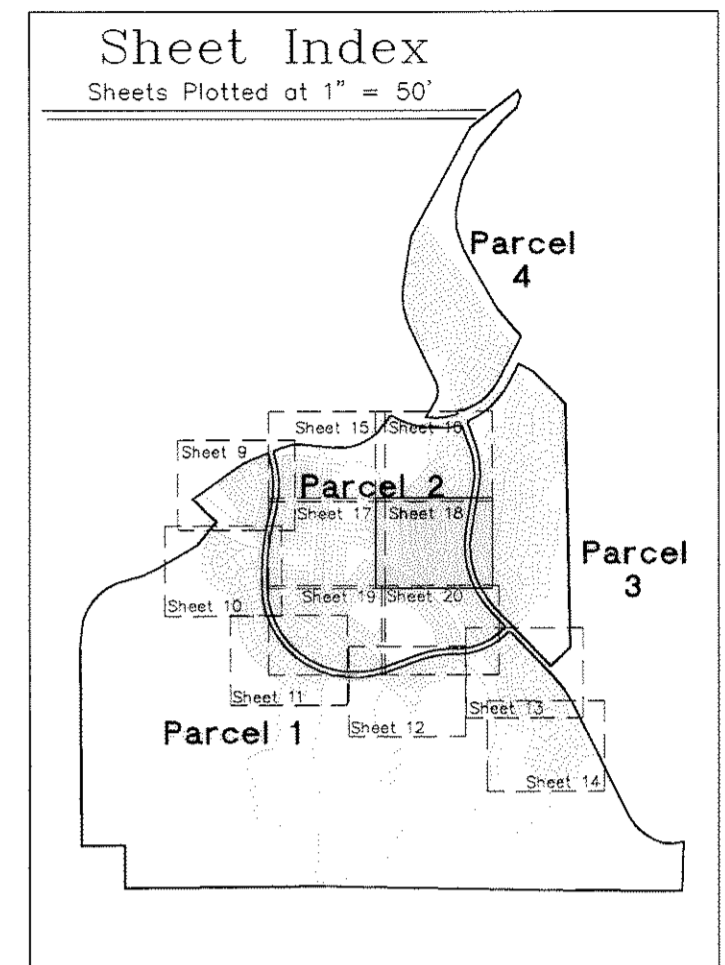 Sheet Index
Sheets Plotted at 1" = 50'
Parcel
4
Sheet 15
Sheet 16
Sheet 9
Parcel 2
Sheet 17
Sheet 18
Parcel
3
Sheet 19
Sheet 20
Sheet 10
Sheet 11
Sheet 13
Parcel 1
Sheet 12
Sheet 14